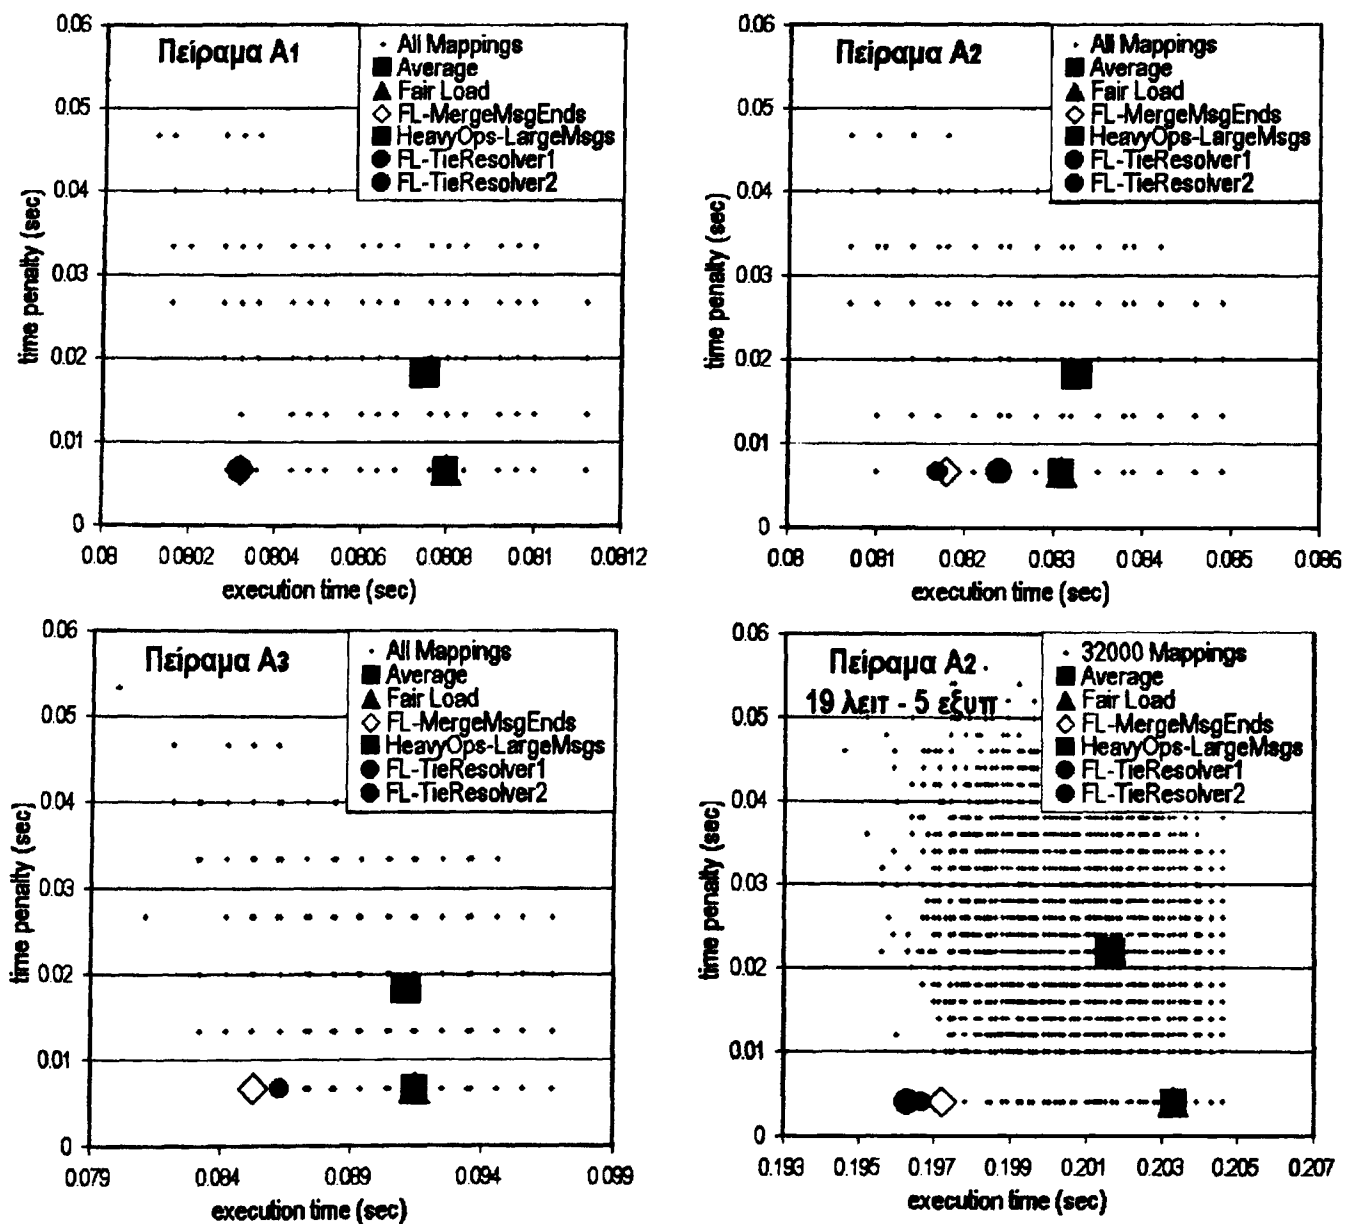 Πείραμα Α1
All Mappings
Average
Fair Load
FL-MergeMsgEnds
HeavyOps-LargeMsgs
FL-TieResolver1
FL-TieResolver2
time penalty (sec)
0.06
0.05
0.04
0.03
0.02
0.01
0
0.08 0.0802 0.0804 0.0806 0.0808 0.081 0.0812
execution time (sec)
Πείραμα Α2
All Mappings
Average
Fair Load
FL-MergeMsgEnds
HeavyOps-LargeMsgs
FL-TieResolver1
FL-TieResolver2
time penalty (sec)
0.06
0.05
0.04
0.03
0.02
0.01
0
0.08 0.081 0.082 0.083 0.084 0.085 0.086
execution time (sec)
Πείραμα Α3
All Mappings
Average
Fair Load
FL-MergeMsgEnds
HeavyOps-LargeMsgs
FL-TieResolver1
FL-TieResolver2
time penalty (sec)
0.06
0.05
0.04
0.03
0.02
0.01
0
0.079 0.084 0.089 0.094 0.099
execution time (sec)
Πείραμα Α2
19 λειτ - 5 εξυπ
32000 Mappings
Average
Fair Load
FL-MergeMsgEnds
HeavyOps-LargeMsgs
FL-TieResolver1
FL-TieResolver2
time penalty (sec)
0.06
0.05
0.04
0.03
0.02
0.01
0
0.193 0.195 0.197 0.199 0.201 0.203 0.205 0.207
execution time (sec)